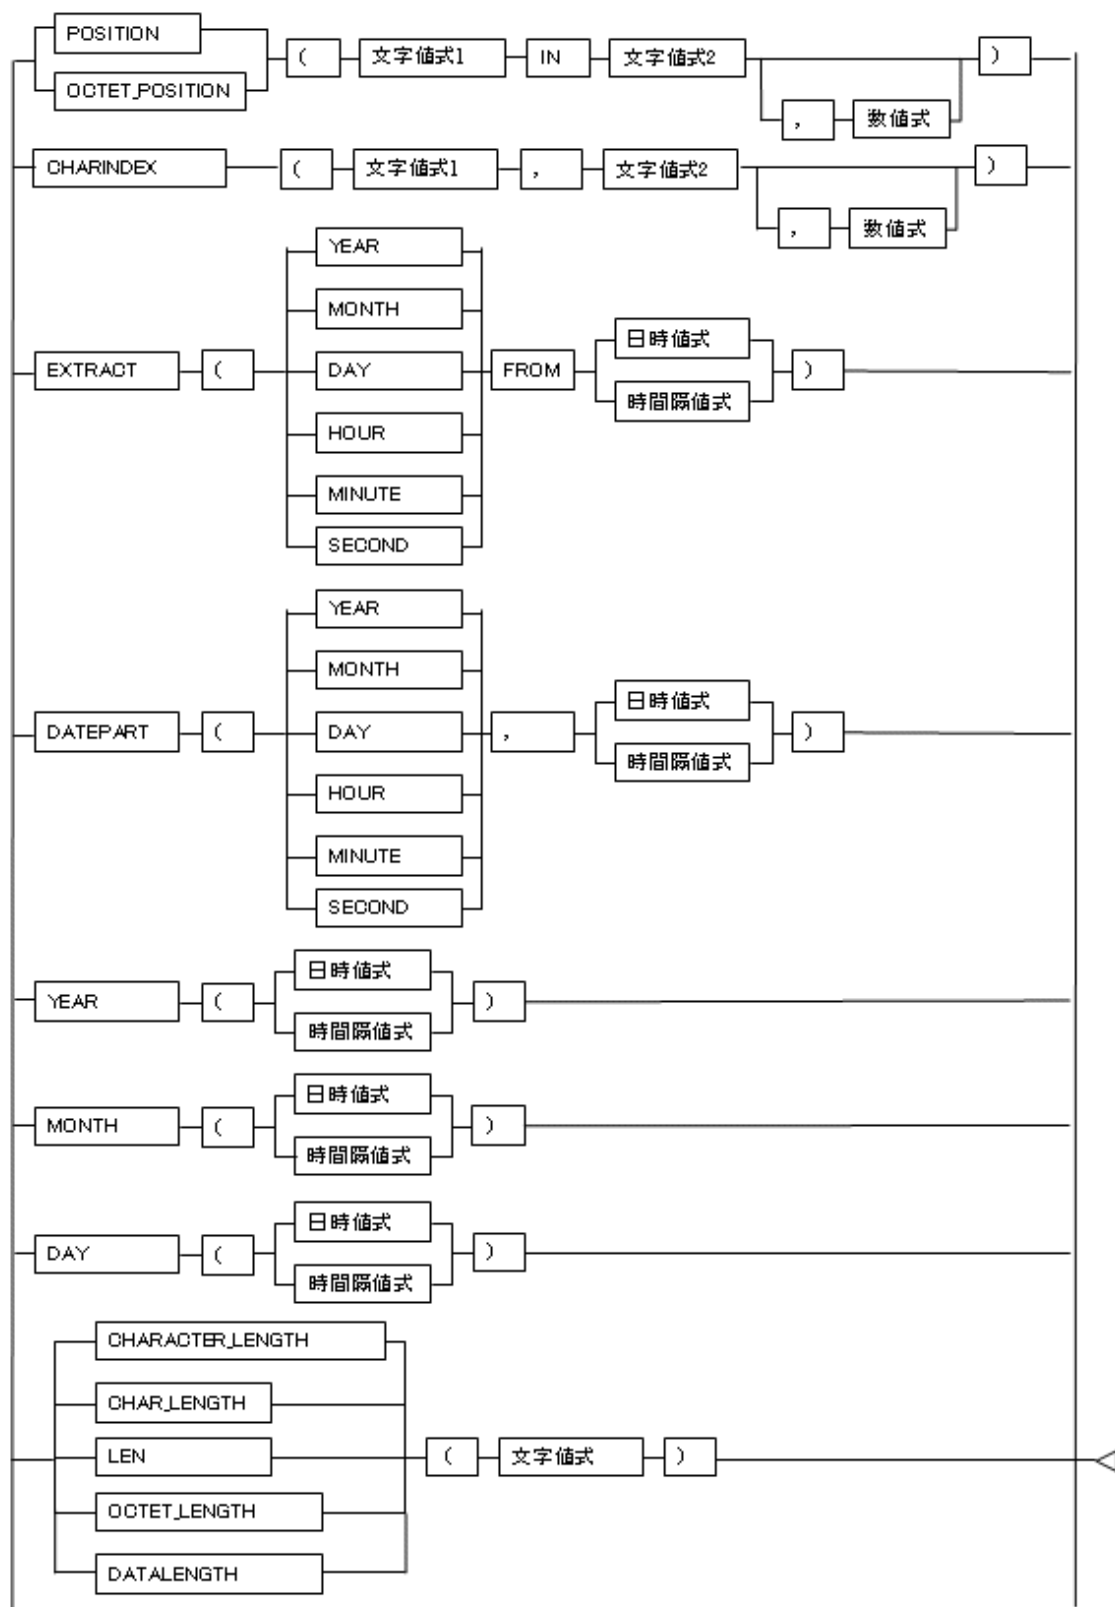 POSITION
OCTET_POSITION
( 文字値式1 IN 文字値式2 , 数値式 )
CHARINDEX ( 文字値式1 , 文字値式2 , 数値式 )
EXTRACT (
YEAR
MONTH
DAY
HOUR
MINUTE
SECOND
FROM
日時値式
時間隔値式
)
DATEPART (
YEAR
MONTH
DAY
HOUR
MINUTE
SECOND
,
日時値式
時間隔値式
)
YEAR (
日時値式
時間隔値式
)
MONTH (
日時値式
時間隔値式
)
DAY (
日時値式
時間隔値式
)
CHARACTER_LENGTH
CHAR_LENGTH
LEN
OCTET_LENGTH
DATALENGTH
( 文字値式 )